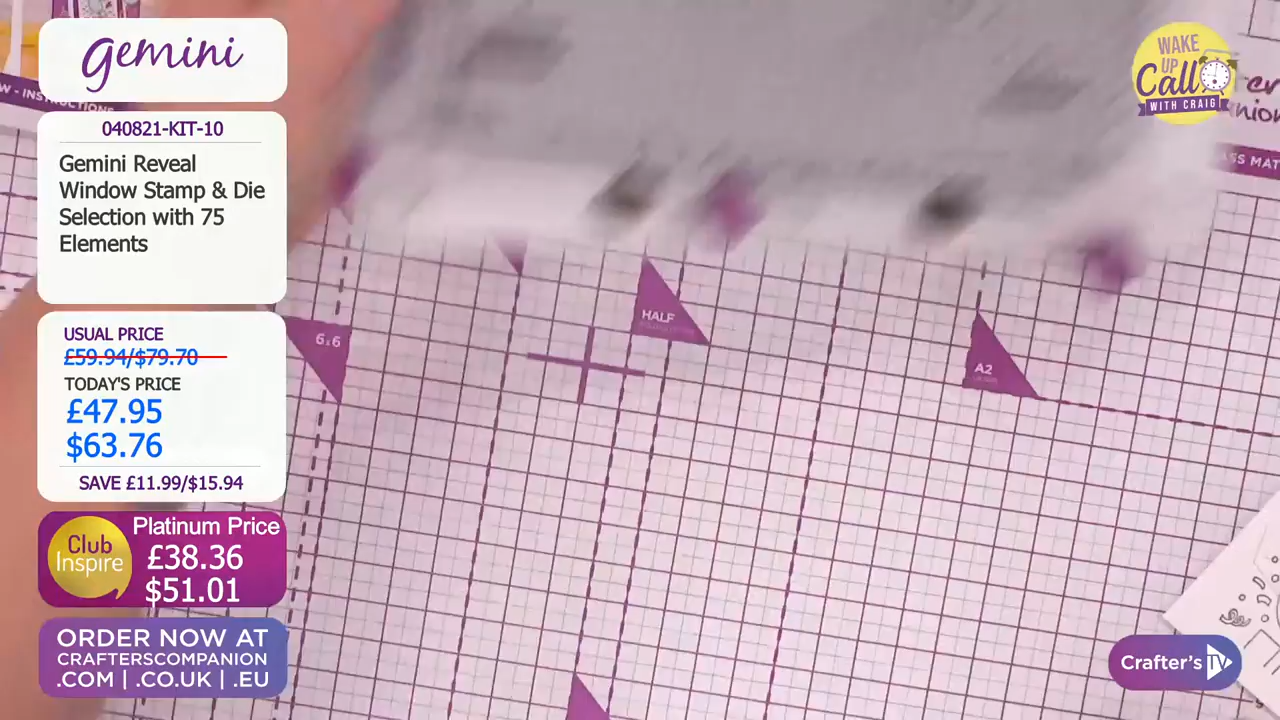 gemini
040821-KIT-10
Gemini Reveal
Window Stamp & Die
Selection with 75
Elements
USUAL PRICE
£59.94/$79.70
TODAY'S PRICE
£47.95
$63.76
SAVE £11.99/$15.94
Club
Inspire
Platinum Price
£38.36
$51.01
ORDER NOW AT
CRAFTERSCOMPANION
.COM | .CO.UK | .EU
WAKE
UP
Call
WITH CRAIG
INSTRUCTIONS
6x6
HALF
A2
Crafter's TV